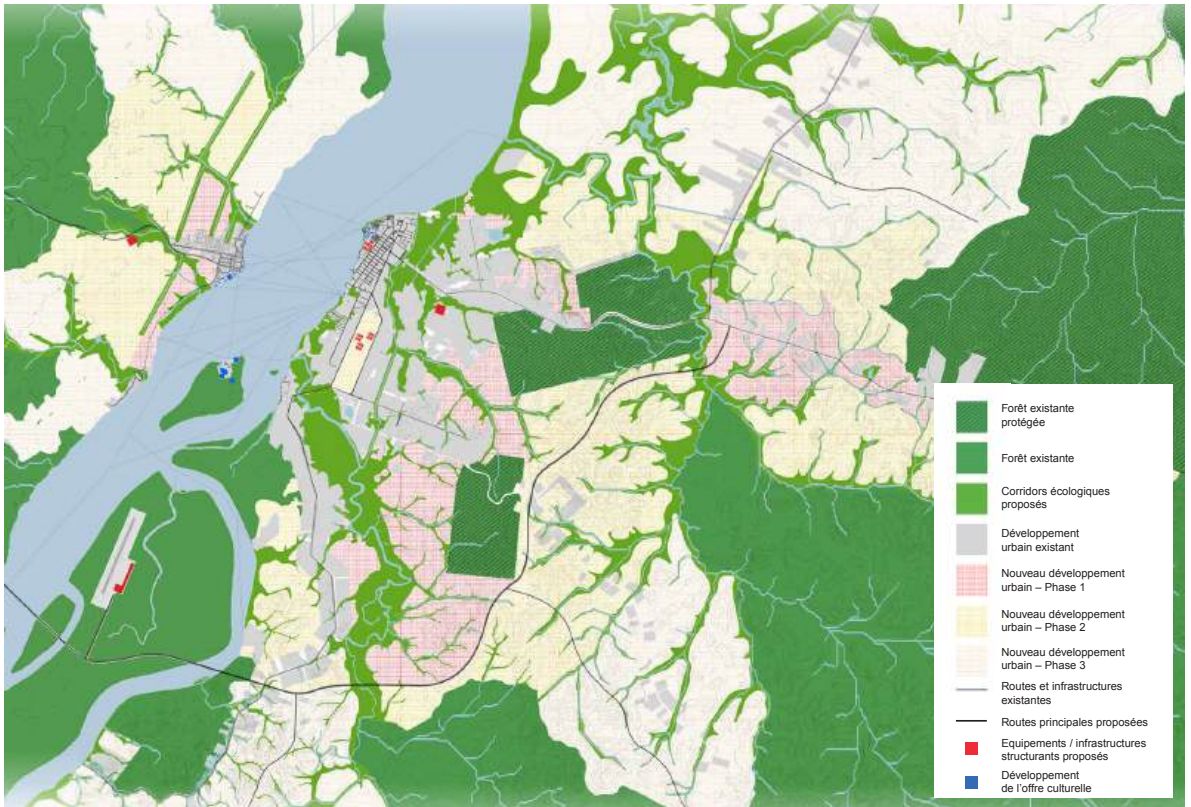 Forêt existante
protégée
Forêt existante
Corridors écologiques
proposés
Développement
urbain existant
Nouveau développement
urbain – Phase 1
Nouveau développement
urbain – Phase 2
Nouveau développement
urbain – Phase 3
Routes et infrastructures
existantes
Routes principales proposées
Equipements / infrastructures
structurants proposés
Développement
de l'offre culturelle